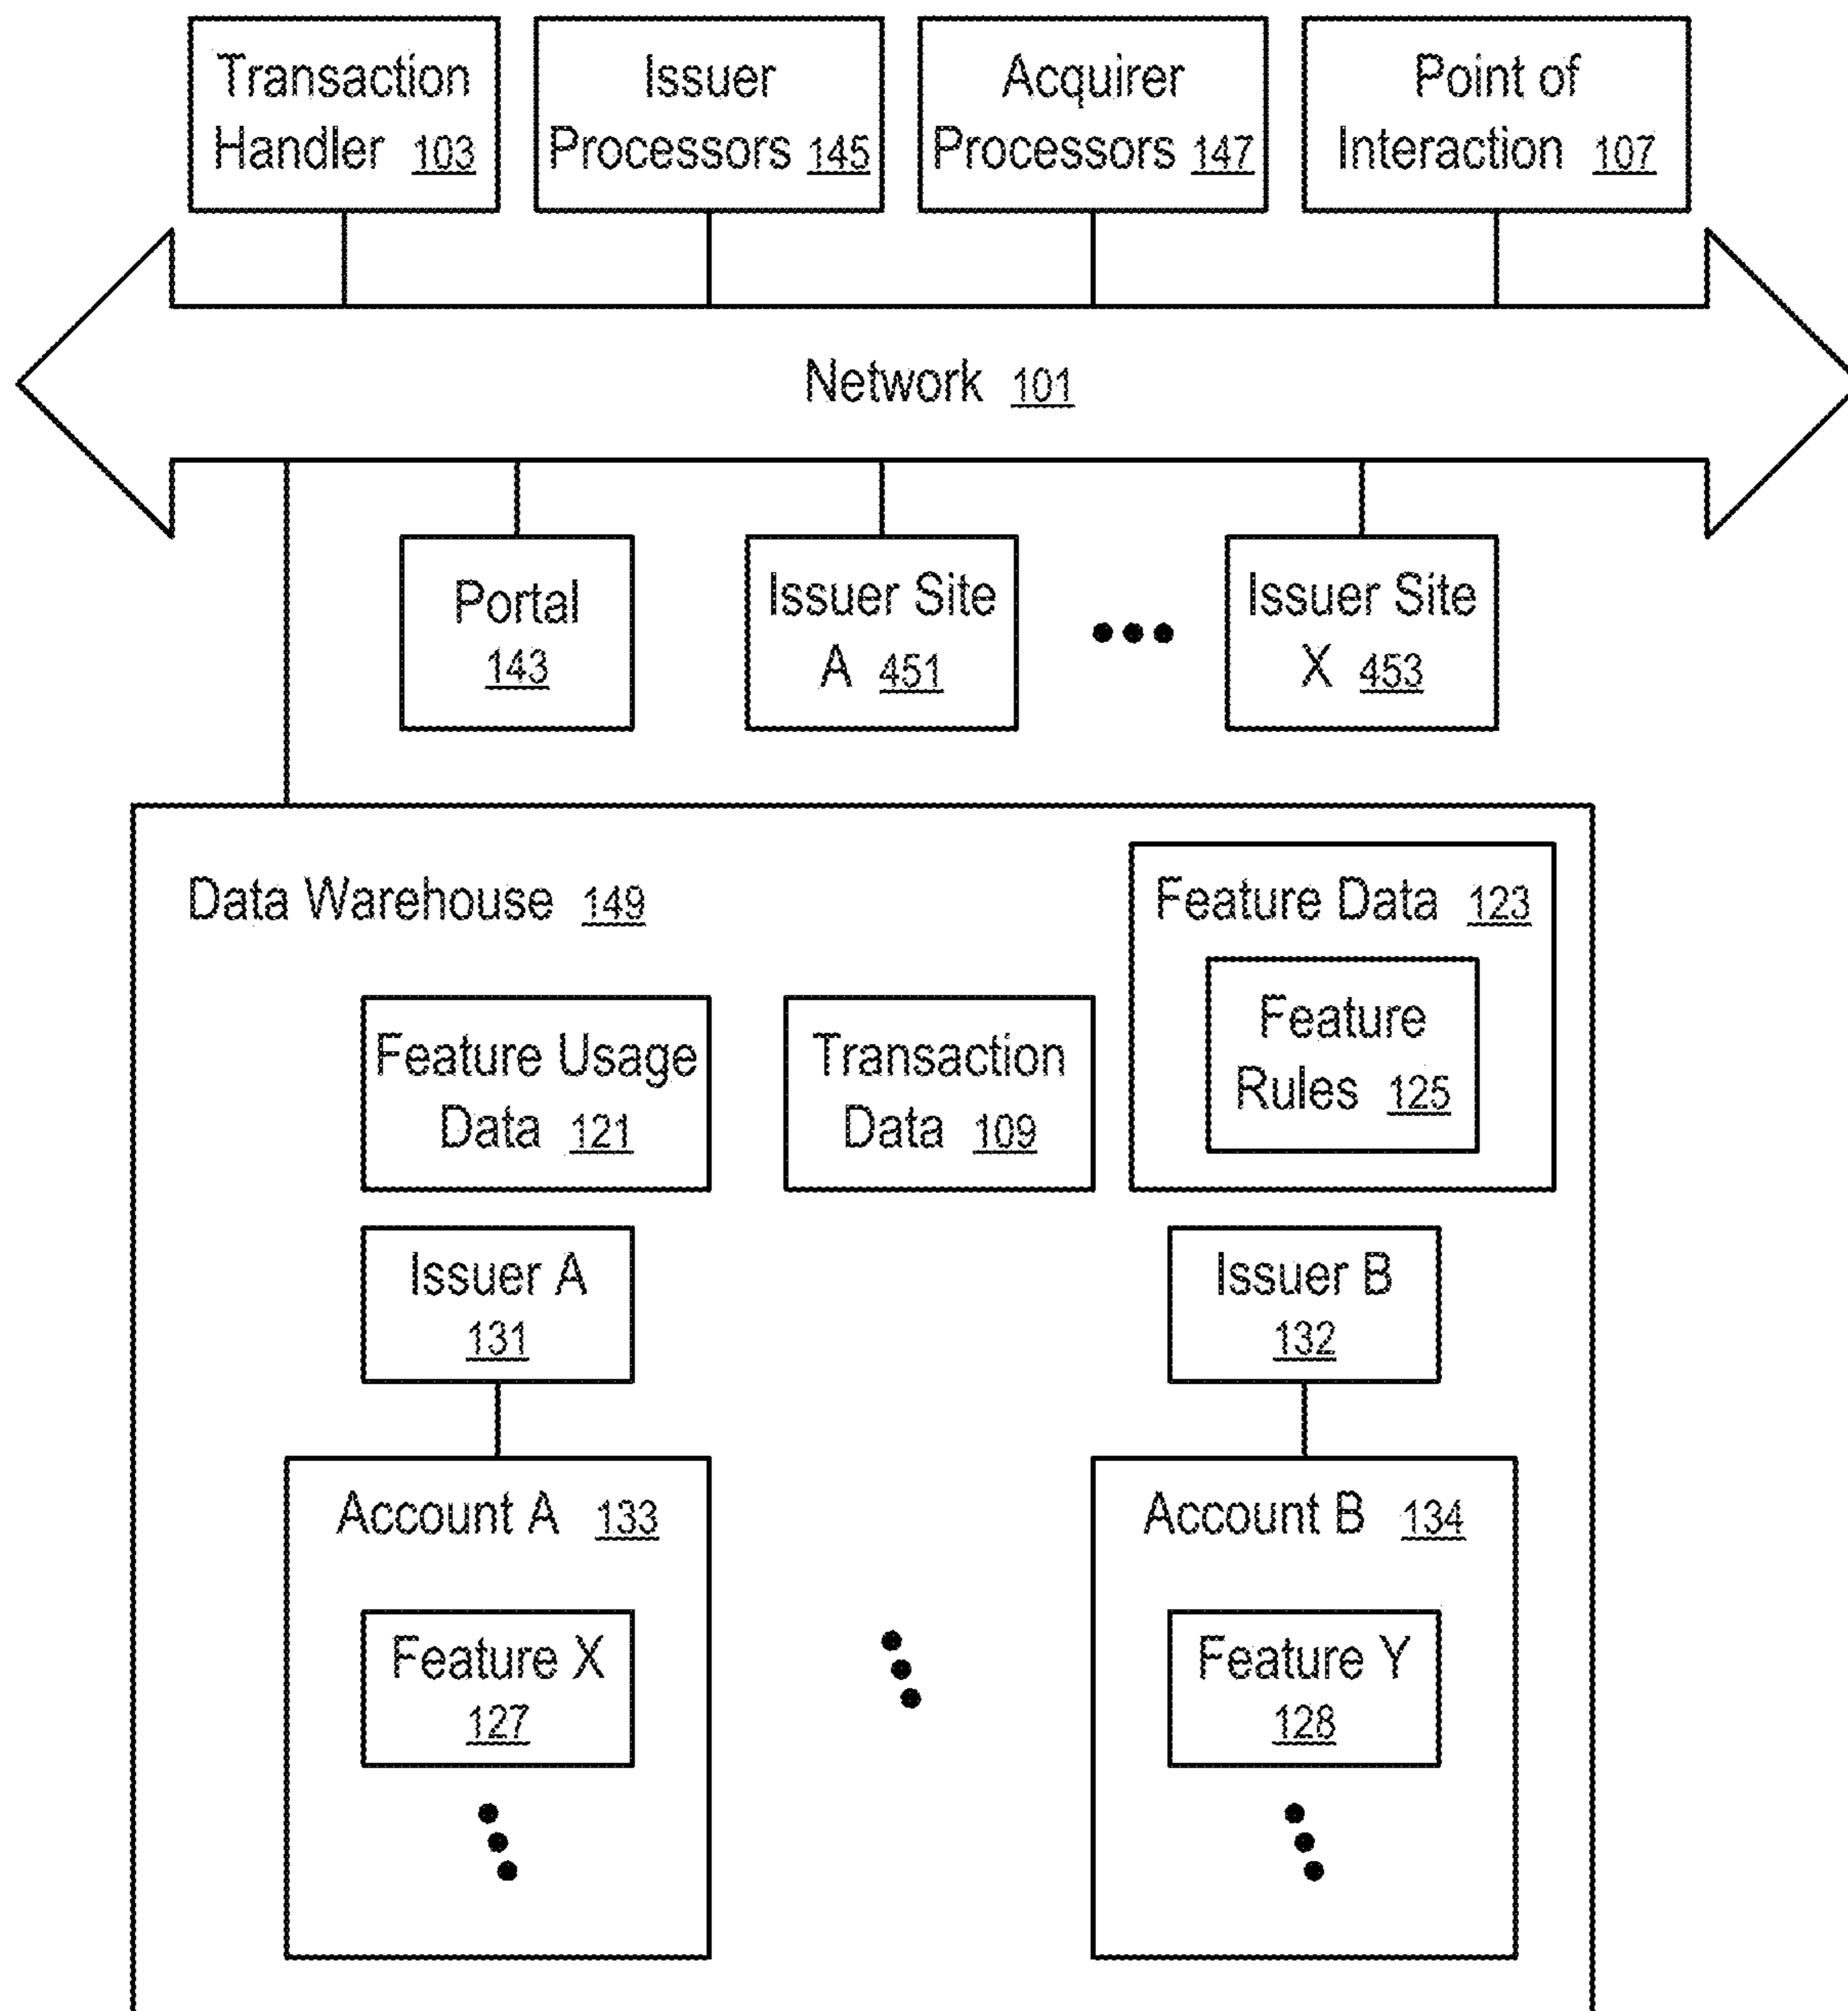 Transaction
Handler 103
Issuer
Processors 145
Acquirer
Processors 147
Point of
Interaction 107
Network 101
Portal
143
Issuer Site
A 451
Issuer Site
X 453
Data Warehouse 149
Feature Data 123
Feature
Rules 125
Feature Usage
Data 121
Transaction
Data 109
Issuer A
131
Issuer B
132
Account A 133
Account B 134
Feature X
127
Feature Y
128